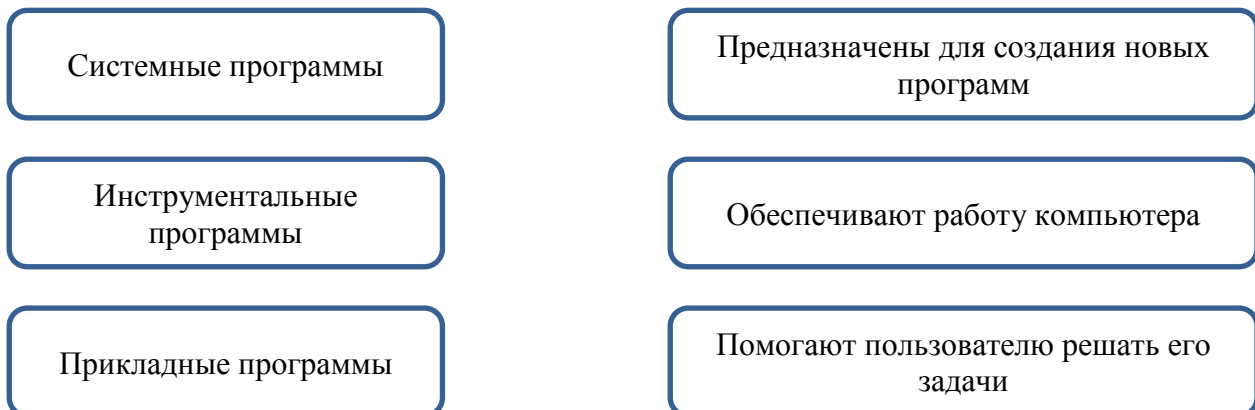 Системные программы
Предназначены для создания новых
программ
Инструментальные
программы
Обеспечивают работу компьютера
Прикладные программы
Помогают пользователю решать его
задачи